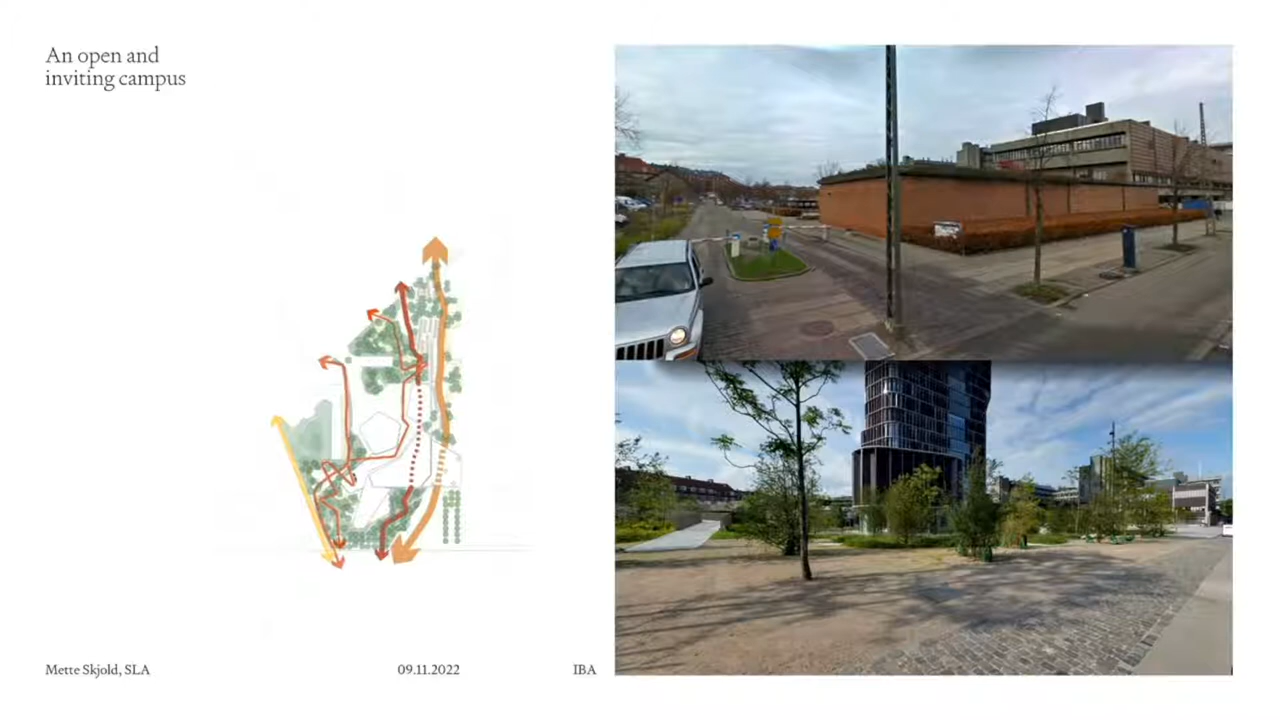 An open and
inviting campus
Mette Skjold, SLA
09.11.2022
IBA